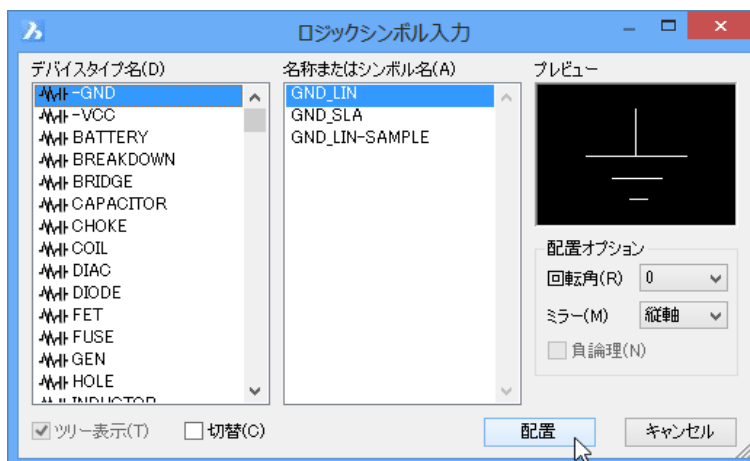 ロジックシンボル入力
デバイスタイプ名(D)
-GND
-VCC
BATTERY
BREAKDOWN
BRIDGE
CAPACITOR
CHOKE
COIL
DIAC
DIODE
FET
FUSE
GEN
HOLE
INDUCTOR
名称またはシンボル名(A)
GND_LIN
GND_SLA
GND_LIN-SAMPLE
プレビュー
配置オプション
回転角(R) 0
ミラー(M) 縦軸
負論理(N)
ツリー表示(T)
切替(C)
配置
キャンセル